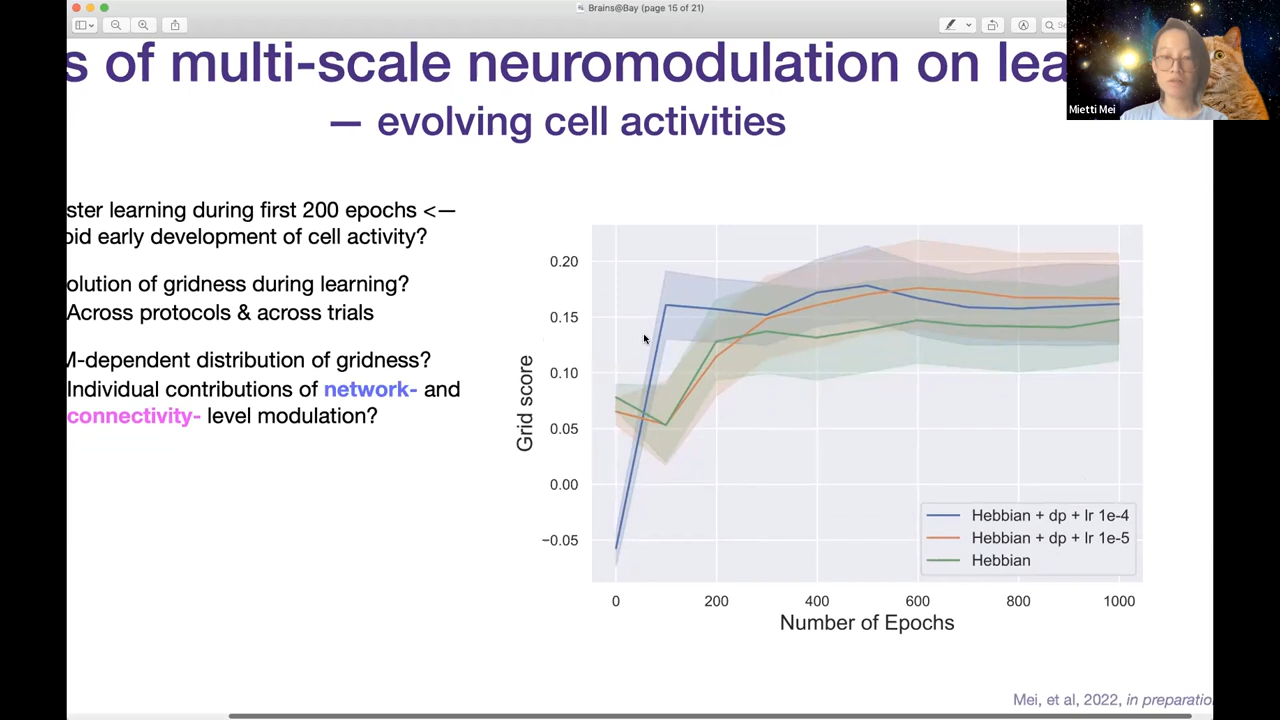 Brains@Bay (page 15 of 21)
s of multi-scale neuromodulation on lea
— evolving cell activities
Mietti Mei
ster learning during first 200 epochs <—
pid early development of cell activity?
olution of gridness during learning?
Across protocols & across trials
M-dependent distribution of gridness?
Individual contributions of network- and
connectivity- level modulation?
Grid score
0.20
0.15
0.10
0.05
0.00
−0.05
Hebbian + dp + lr 1e-4
Hebbian + dp + lr 1e-5
Hebbian
0 200 400 600 800 1000
Number of Epochs
Mei, et al, 2022, in preparatio